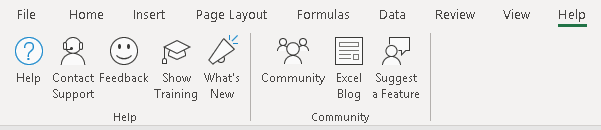 File Home Insert Page Layout Formulas Data Review View Help
Help Contact Support Feedback Show Training What's New Community Excel Blog Suggest a Feature
Help Community